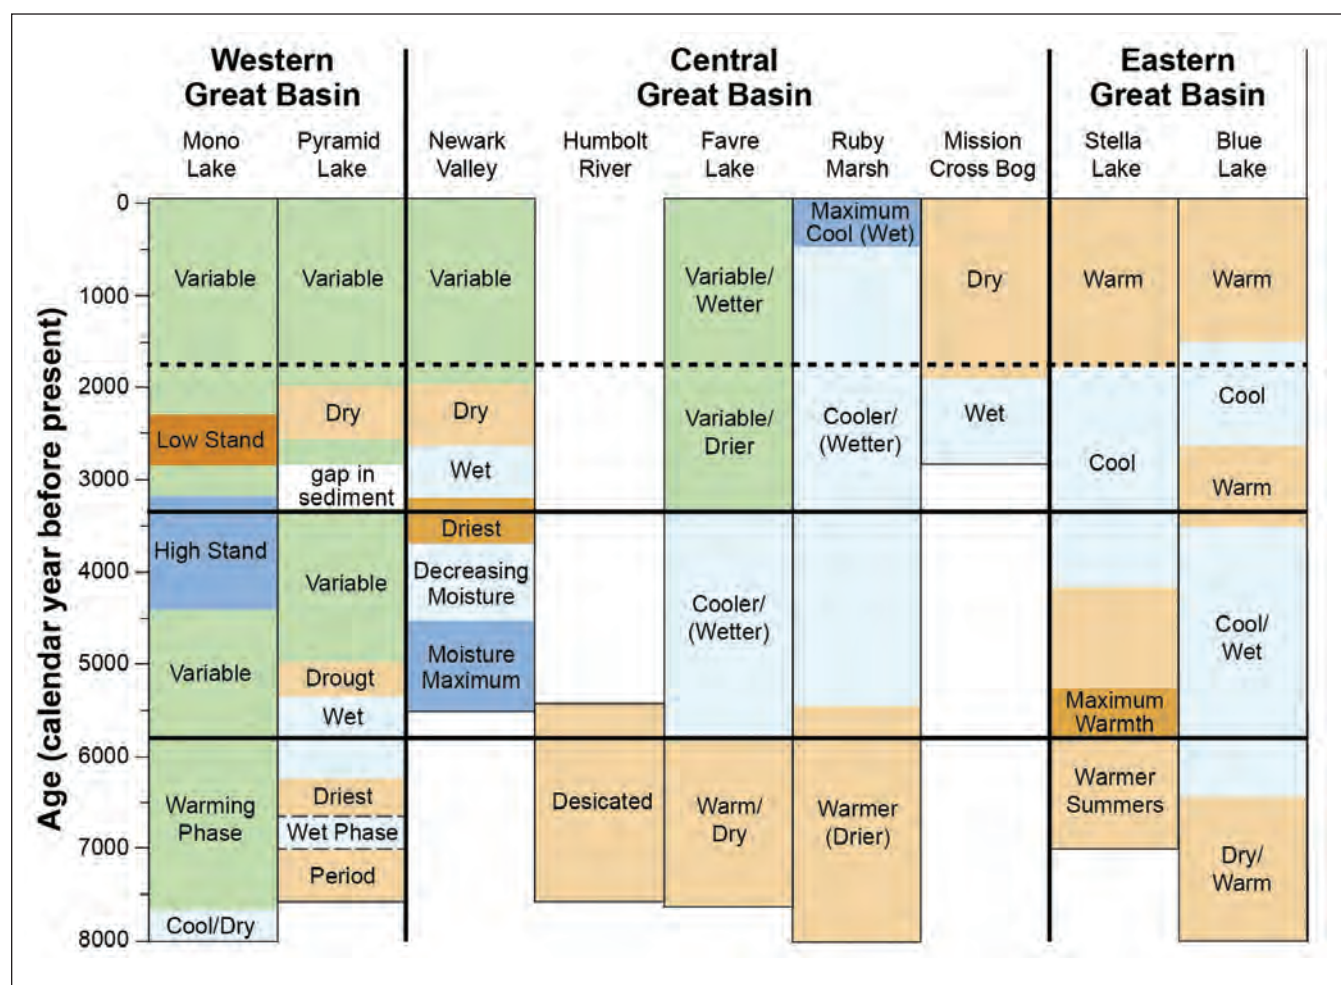 Western
Great Basin
Central
Great Basin
Eastern
Great Basin
Mono
Lake
Pyramid
Lake
Newark
Valley
Humbolt
River
Favre
Lake
Ruby
Marsh
Mission
Cross Bog
Stella
Lake
Blue
Lake
Age (calendar year before present)
0
1000
2000
3000
4000
5000
6000
7000
8000
Variable
Low Stand
High Stand
Variable
Warming
Phase
Cool/Dry
Variable
Dry
gap in
sediment
Variable
Drougt
Wet
Driest
Wet Phase
Period
Variable
Dry
Wet
Driest
Decreasing
Moisture
Moisture
Maximum
Desicated
Variable/
Wetter
Variable/
Drier
Cooler/
(Wetter)
Warm/
Dry
Maximum
Cool (Wet)
Cooler/
(Wetter)
Warmer
(Drier)
Dry
Wet
Warm
Cool
Maximum
Warmth
Warmer
Summers
Warm
Cool
Warm
Cool/
Wet
Dry/
Warm